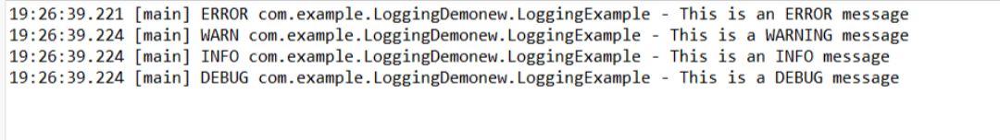 19:26:39.221 [main] ERROR com.example.LoggingDemonew.LoggingExample - This is an ERROR message
19:26:39.224 [main] WARN com.example.LoggingDemonew.LoggingExample - This is a WARNING message
19:26:39.224 [main] INFO com.example.LoggingDemonew.LoggingExample - This is an INFO message
19:26:39.224 [main] DEBUG com.example.LoggingDemonew.LoggingExample - This is a DEBUG message